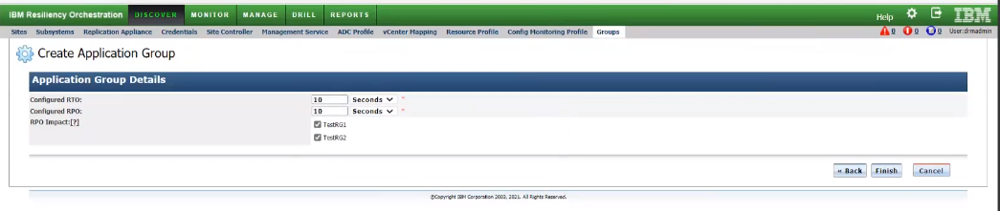 IBM Resiliency Orchestration DISCOVER MONITOR MANAGE DRILL REPORTS Help IBM
Sites Subsystems Replication Appliance Credentials Site Controller Management Service ADC Profile vCenter Mapping Resource Profile Config Monitoring Profile Groups 0 0 0 User:drmadmin
Create Application Group
Application Group Details
Configured RTO: 10 Seconds *
Configured RPO: 10 Seconds *
RPO Impact:[?] TestRG1
TestRG2
« Back Finish Cancel
©Copyright IBM Corporation 2003, 2021. All Rights Reserved.